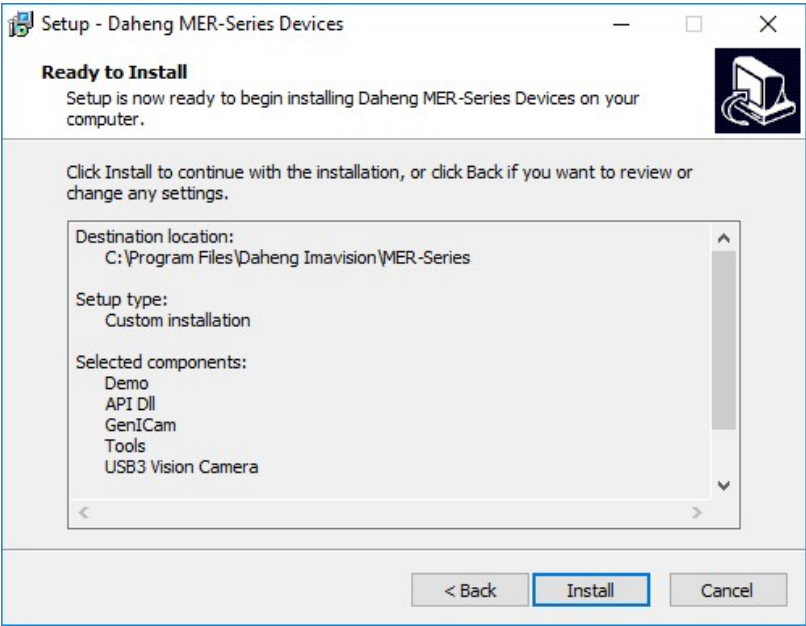 Setup - Daheng MER-Series Devices
Ready to Install
Setup is now ready to begin installing Daheng MER-Series Devices on your
computer.
Click Install to continue with the installation, or click Back if you want to review or
change any settings.
Destination location:
C:\Program Files\Daheng Imavision\MER-Series
Setup type:
Custom installation
Selected components:
Demo
API Dll
GenICam
Tools
USB3 Vision Camera
< Back
Install
Cancel